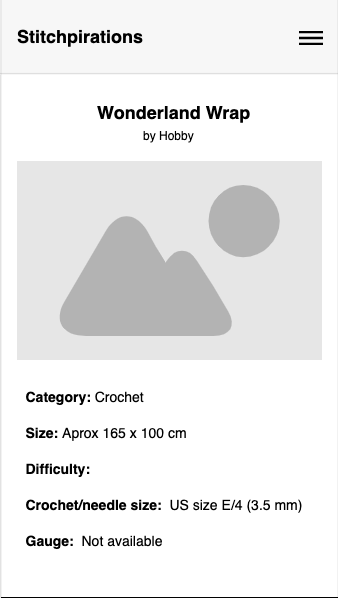 Stitchpirations
Wonderland Wrap
by Hobby
Category: Crochet
Size: Aprox 165 x 100 cm
Difficulty:
Crochet/needle size: US size E/4 (3.5 mm)
Gauge: Not available